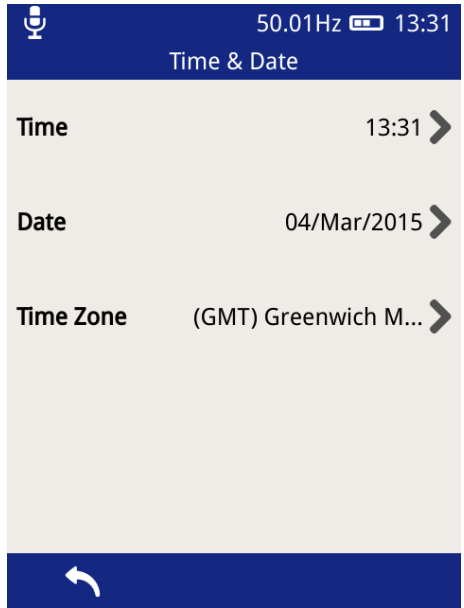 50.01Hz 13:31
Time & Date
Time 13:31
Date 04/Mar/2015
Time Zone (GMT) Greenwich M...